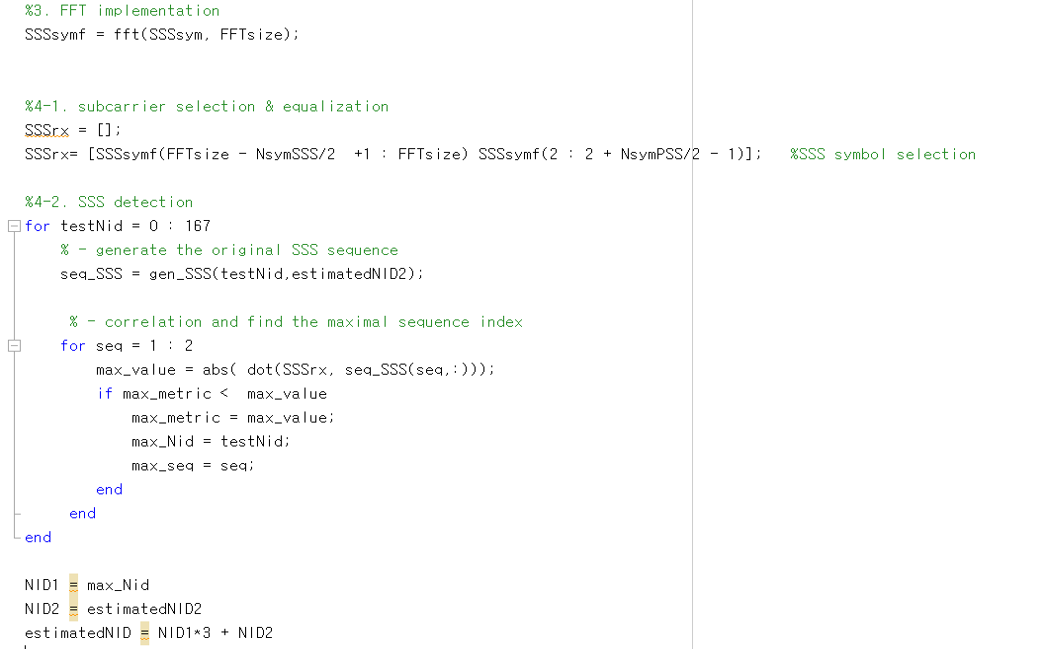 %3. FFT implementation
SSSsymf = fft(SSSsym, FFTsize);
%4-1. subcarrier selection & equalization
SSSrx = [];
SSSrx= [SSSsymf(FFTsize - NsymSSS/2  +1 : FFTsize) SSSsymf(2 : 2 + NsymPSS/2 - 1)];   %SSS symbol selection
%4-2. SSS detection
for testNid = 0 : 167
% - generate the original SSS sequence
seq_SSS = gen_SSS(testNid,estimatedNID2);
% - correlation and find the maximal sequence index
for seq = 1 : 2
max_value = abs( dot(SSSrx, seq_SSS(seq,:)));
if max_metric <  max_value
max_metric = max_value;
max_Nid = testNid;
max_seq = seq;
end
end
end
NID1 = max_Nid
NID2 = estimatedNID2
estimatedNID = NID1*3 + NID2